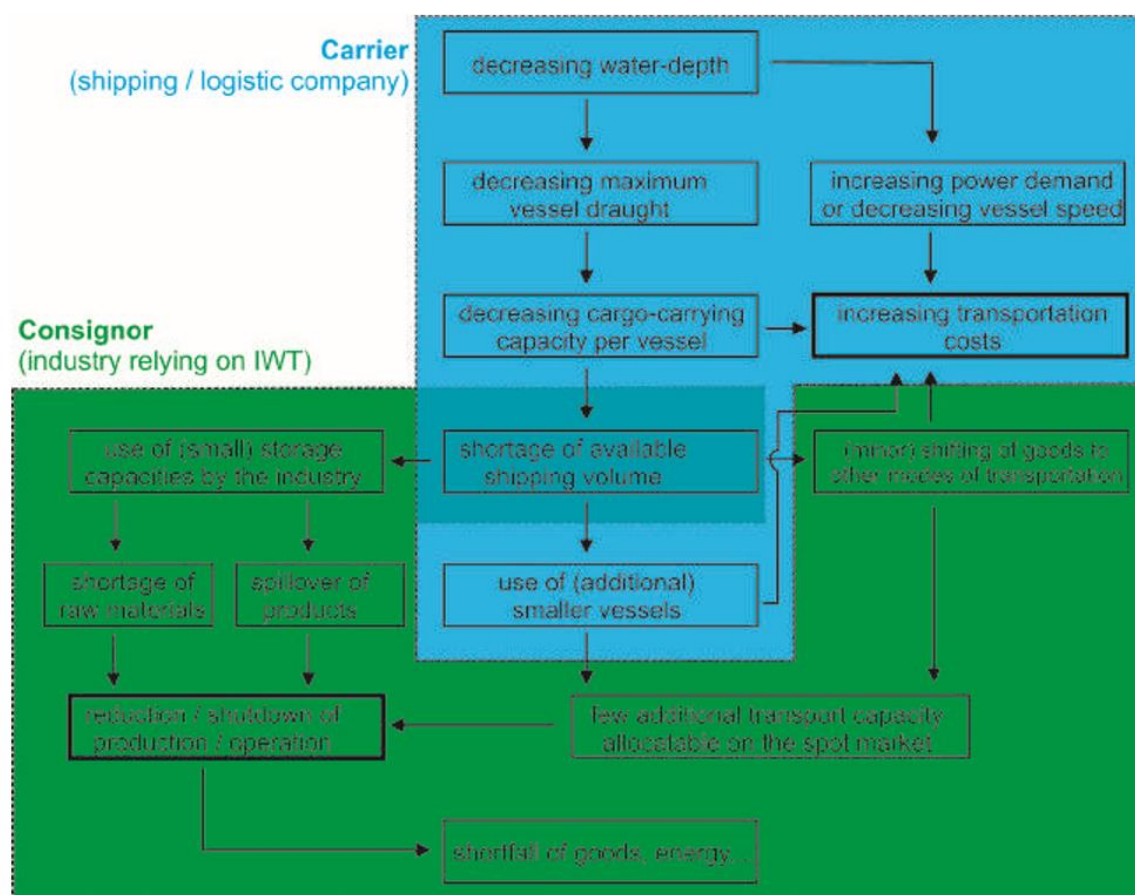 Carrier
(shipping / logistic company)
decreasing water-depth
decreasing maximum
vessel draught
increasing power demand
or decreasing vessel speed
Consignor
(industry relying on IWT)
decreasing cargo-carrying
capacity per vessel
increasing transportation
costs
use of (small) storage
capacities by the industry
shortage of available
shipping volume
(minor) shifting of goods to
other modes of transportation
shortage of
raw materials
spillover of
products
use of (additional)
smaller vessels
reduction / shutdown of
production / operation
few additional transport capacity
allocatable on the spot market
shortfall of goods, energy, ..